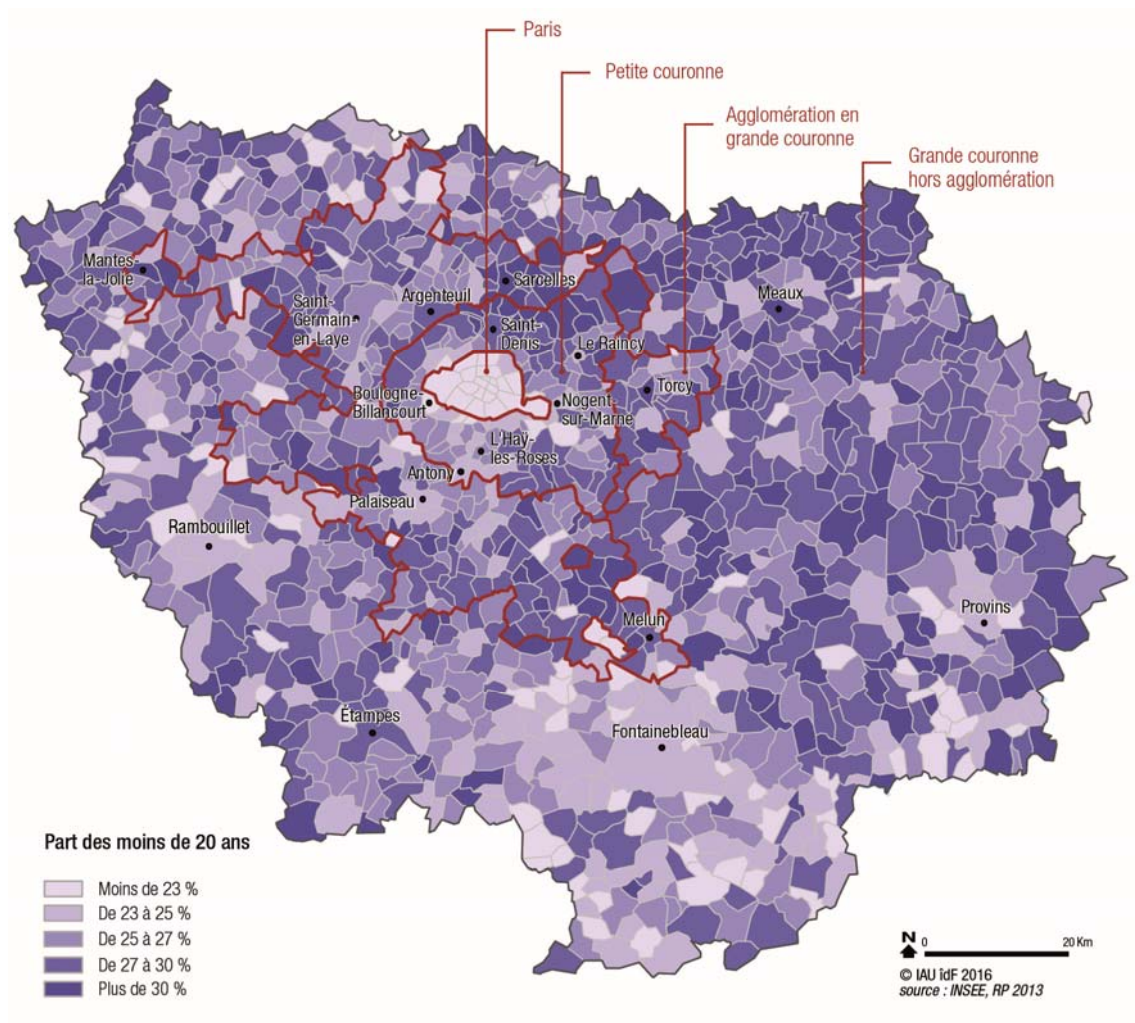 Paris
Petite couronne
Agglomération en
grande couronne
Grande couronne
hors agglomération
Mantes-
la-Jolie
Saint-
Germain-
en-Laye
Argenteuil
Sarcelles
Saint-
Denis
Meaux
Le Raincy
Torcy
Boulogne-
Billancourt
Nogent-
sur-Marne
L'Haÿ-
les-Roses
Antony
Palaiseau
Rambouillet
Melun
Provins
Étampes
Fontainebleau
Part des moins de 20 ans
Moins de 23 %
De 23 à 25 %
De 25 à 27 %
De 27 à 30 %
Plus de 30 %
N 0 20 Km
© IAU îdF 2016
source : INSEE, RP 2013